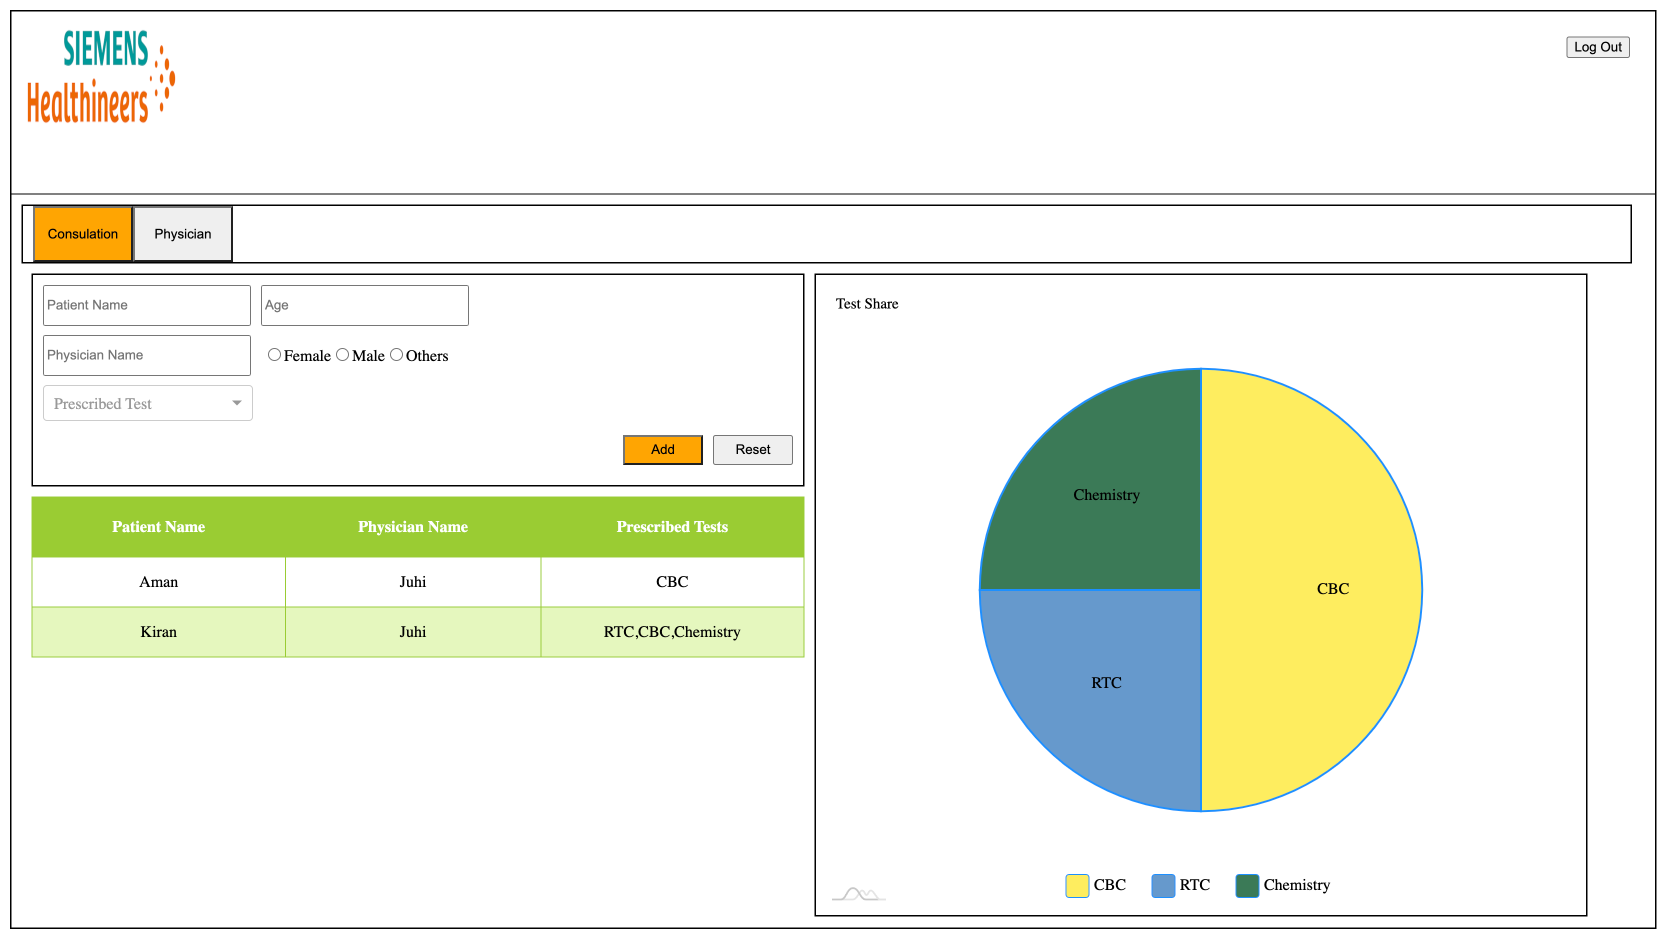 SIEMENS
Healthineers
Log Out
Consulation
Physician
Patient Name
Age
Physician Name
Female Male Others
Prescribed Test
Add
Reset
Patient Name Physician Name Prescribed Tests
Aman Juhi CBC
Kiran Juhi RTC,CBC,Chemistry
Test Share
Chemistry
CBC
RTC
CBC RTC Chemistry